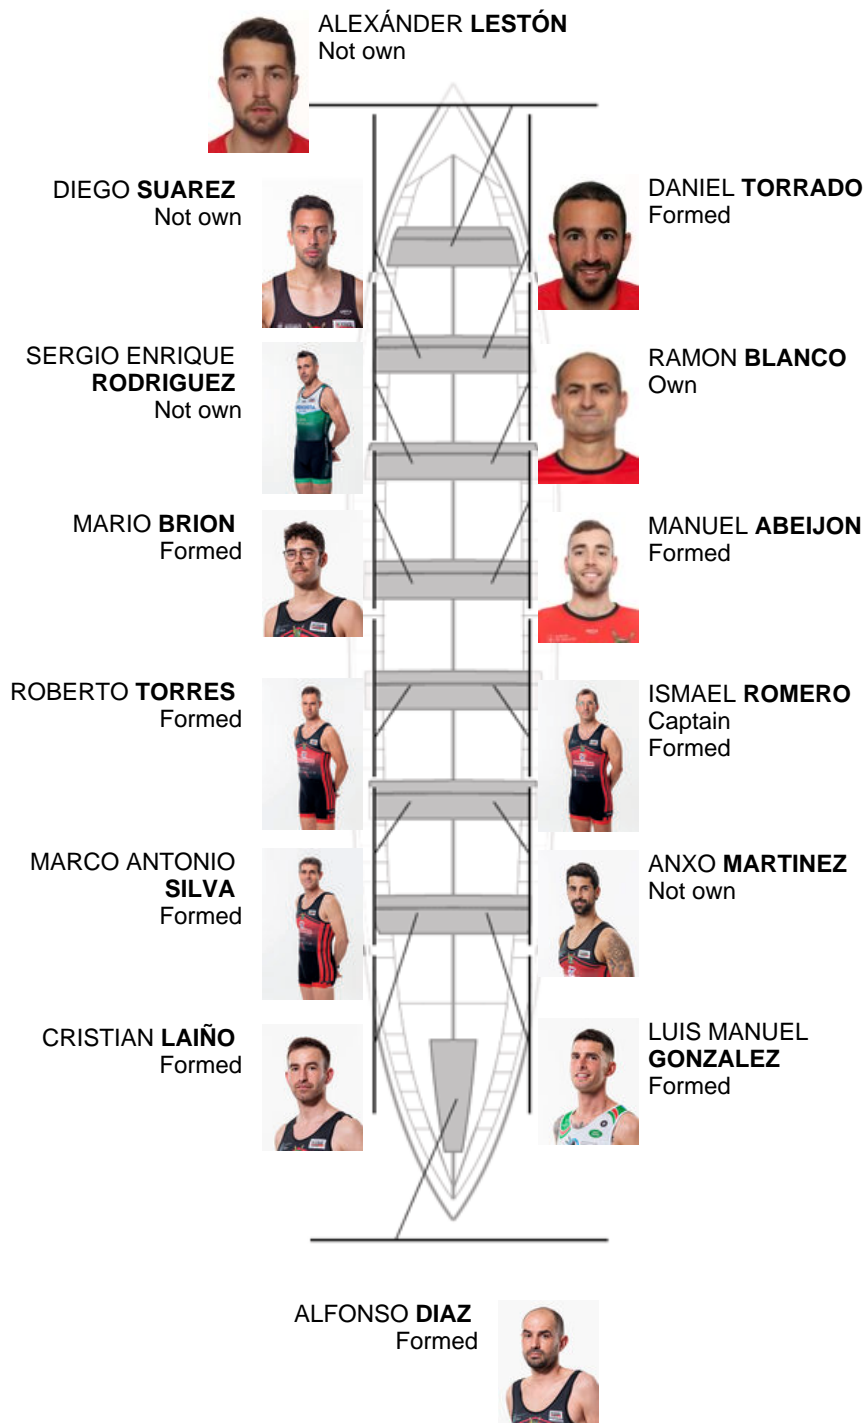 ALEXÁNDER LESTÓN
Not own
DIEGO SUAREZ
Not own
DANIEL TORRADO
Formed
SERGIO ENRIQUE
RODRIGUEZ
Not own
RAMON BLANCO
Own
MARIO BRION
Formed
MANUEL ABEIJON
Formed
ROBERTO TORRES
Formed
ISMAEL ROMERO
Captain
Formed
MARCO ANTONIO
SILVA
Formed
ANXO MARTINEZ
Not own
CRISTIAN LAIÑO
Formed
LUIS MANUEL
GONZALEZ
Formed
ALFONSO DIAZ
Formed